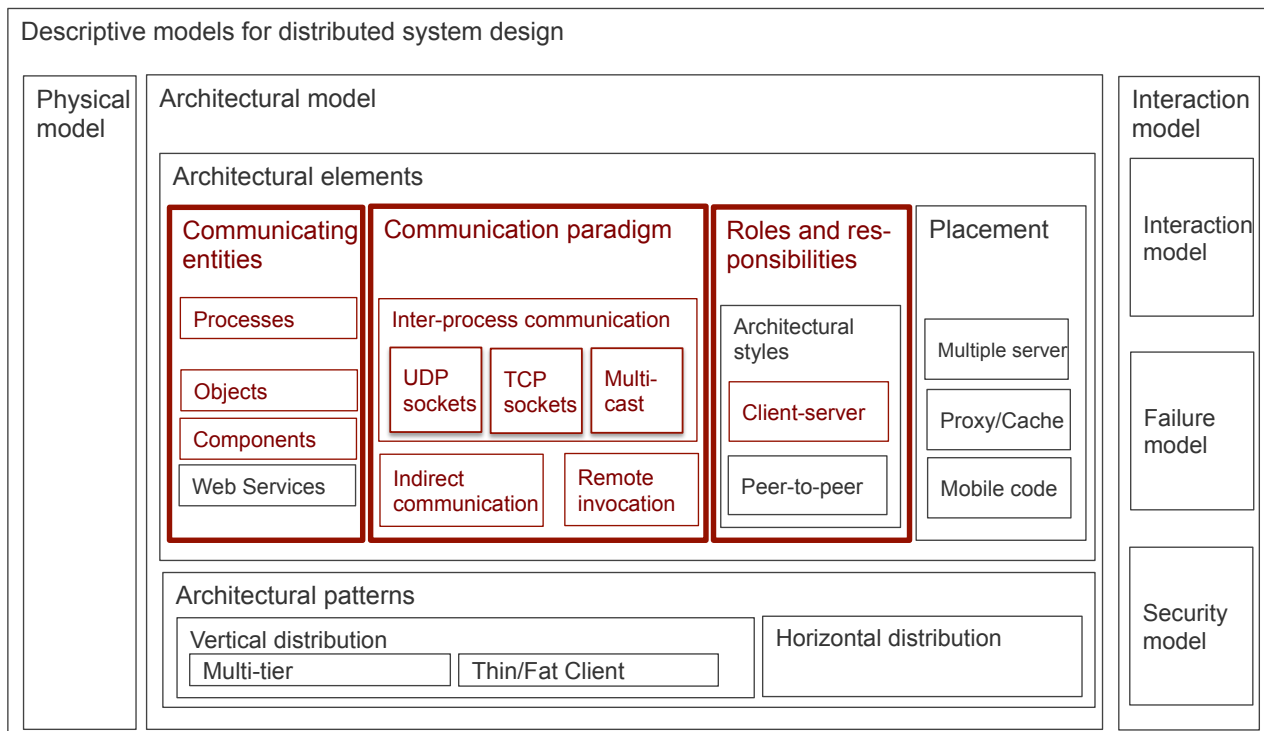 Descriptive models for distributed system design
Physical
model
Architectural model
Architectural elements
Communicating
entities
Processes
Objects
Components
Web Services
Communication paradigm
Inter-process communication
UDP
sockets
TCP
sockets
Multi-
cast
Indirect
communication
Remote
invocation
Roles and res-
ponsibilities
Architectural
styles
Client-server
Peer-to-peer
Placement
Multiple server
Proxy/Cache
Mobile code
Architectural patterns
Vertical distribution
Multi-tier
Thin/Fat Client
Horizontal distribution
Interaction
model
Interaction
model
Failure
model
Security
model